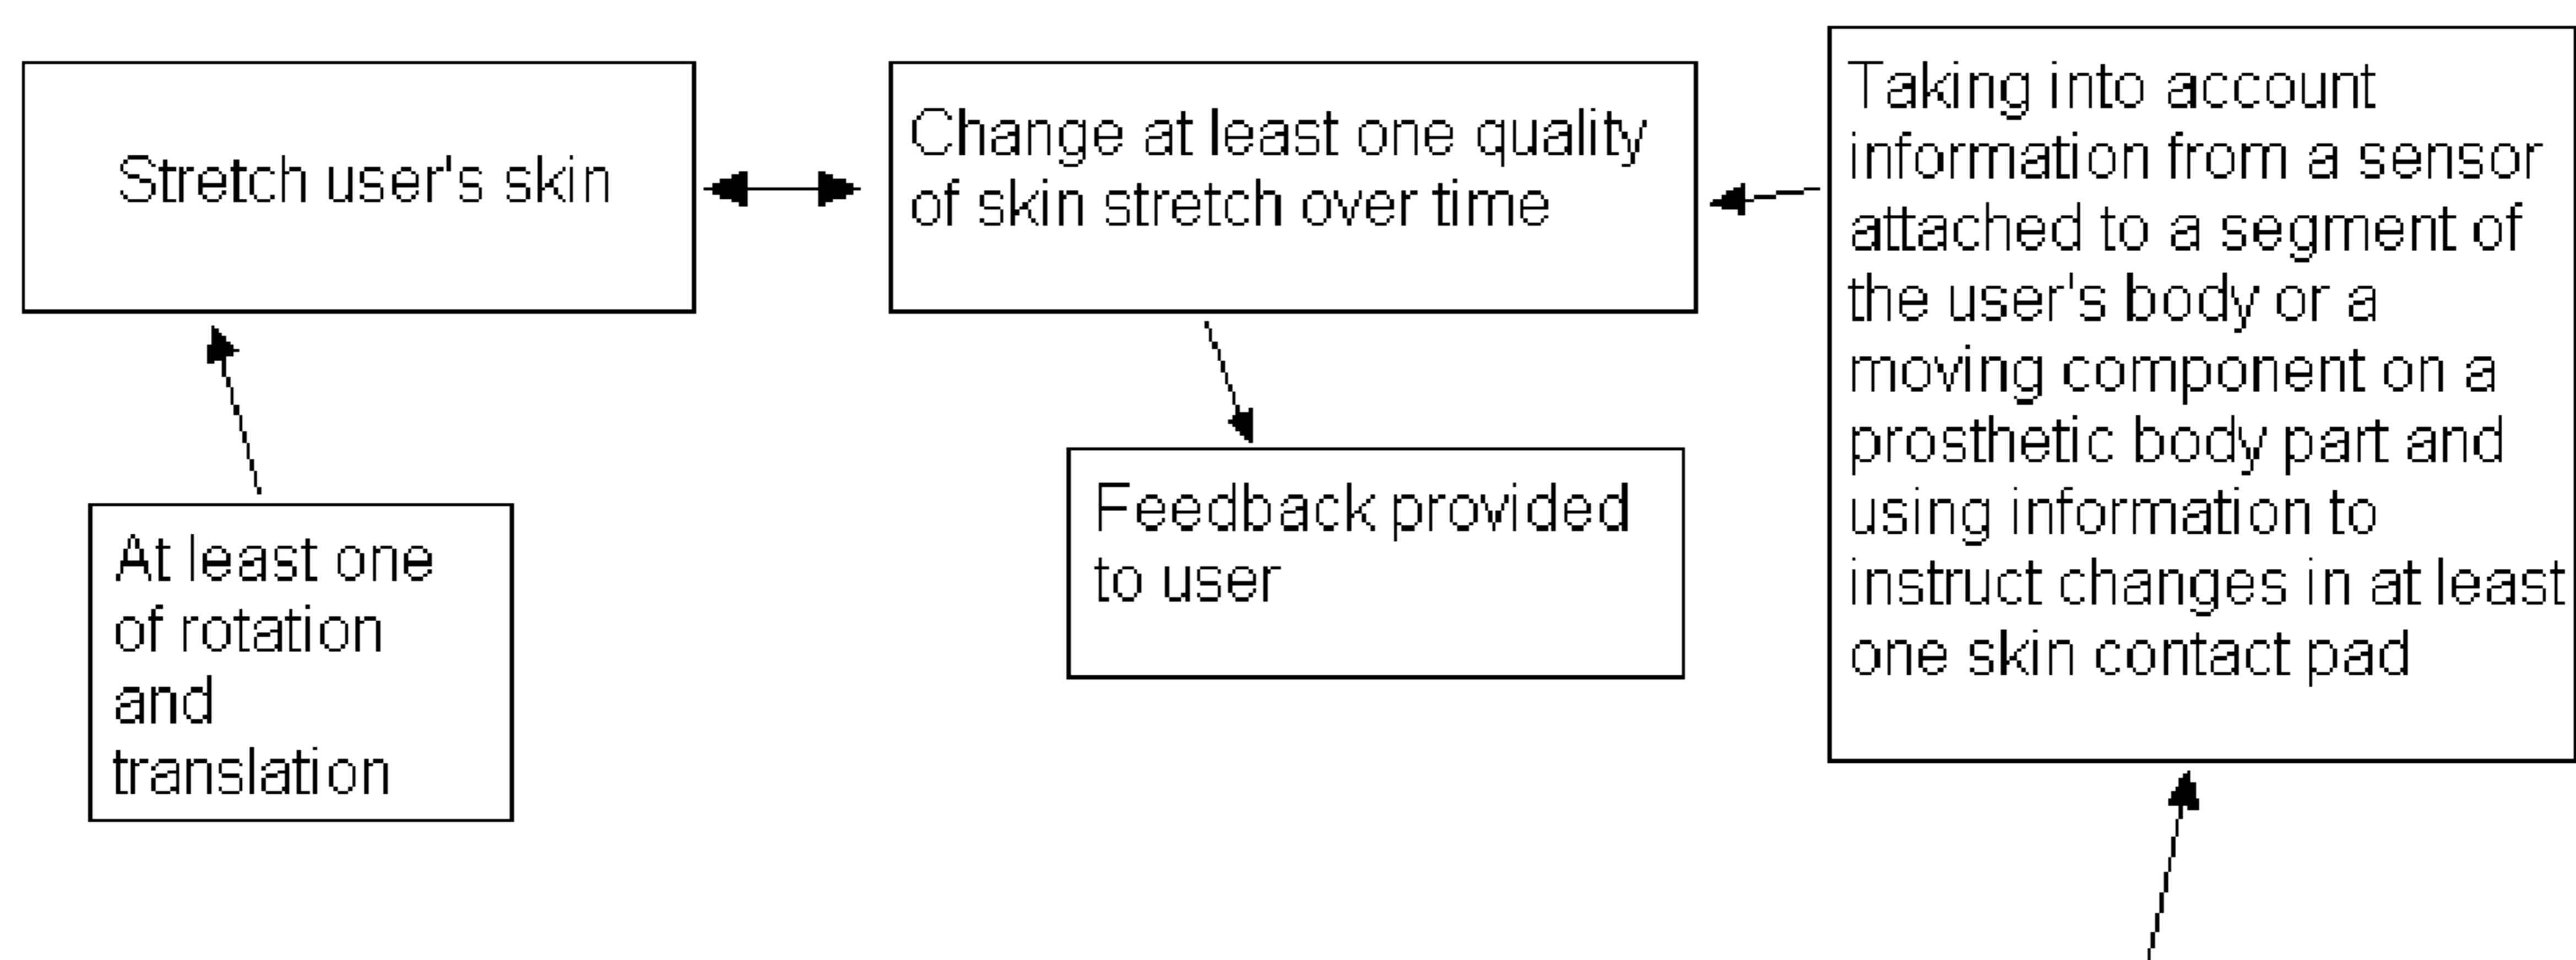 Stretch user's skin
Change at least one quality
of skin stretch over time
Taking into account
information from a sensor
attached to a segment of
the user's body or a
moving component on a
prosthetic body part and
using information to
instruct changes in at least
one skin contact pad
At least one
of rotation
and
translation
Feedback provided
to user